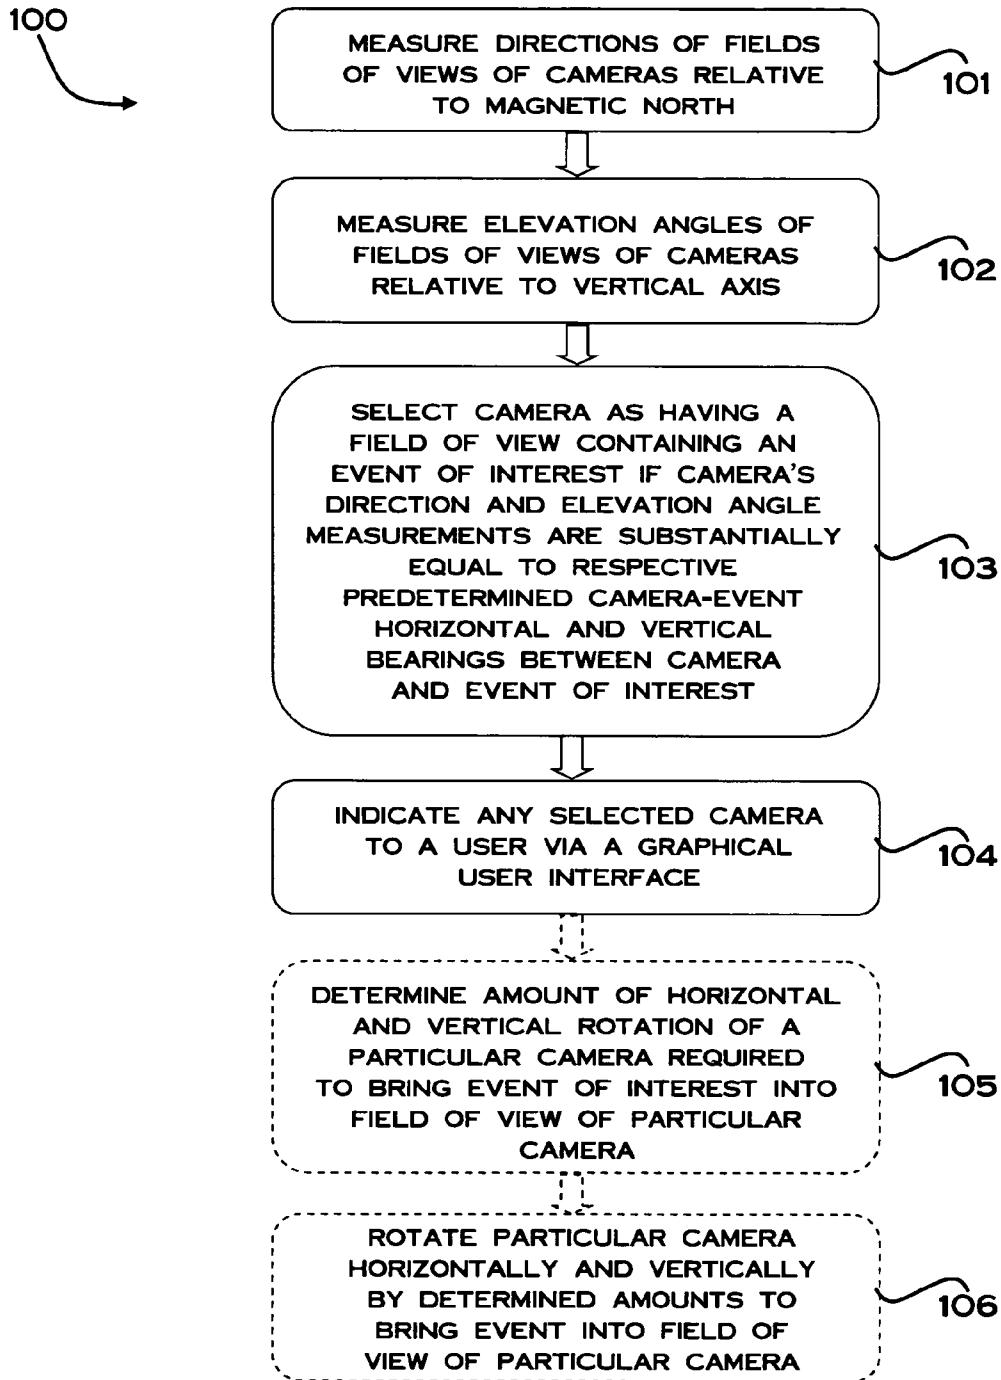 100
MEASURE DIRECTIONS OF FIELDS
OF VIEWS OF CAMERAS RELATIVE
TO MAGNETIC NORTH
101
MEASURE ELEVATION ANGLES OF
FIELDS OF VIEWS OF CAMERAS
RELATIVE TO VERTICAL AXIS
102
SELECT CAMERA AS HAVING A
FIELD OF VIEW CONTAINING AN
EVENT OF INTEREST IF CAMERA'S
DIRECTION AND ELEVATION ANGLE
MEASUREMENTS ARE SUBSTANTIALLY
EQUAL TO RESPECTIVE
PREDETERMINED CAMERA-EVENT
HORIZONTAL AND VERTICAL
BEARINGS BETWEEN CAMERA
AND EVENT OF INTEREST
103
INDICATE ANY SELECTED CAMERA
TO A USER VIA A GRAPHICAL
USER INTERFACE
104
DETERMINE AMOUNT OF HORIZONTAL
AND VERTICAL ROTATION OF A
PARTICULAR CAMERA REQUIRED
TO BRING EVENT OF INTEREST INTO
FIELD OF VIEW OF PARTICULAR
CAMERA
105
ROTATE PARTICULAR CAMERA
HORIZONTALLY AND VERTICALLY
BY DETERMINED AMOUNTS TO
BRING EVENT INTO FIELD OF
VIEW OF PARTICULAR CAMERA
106